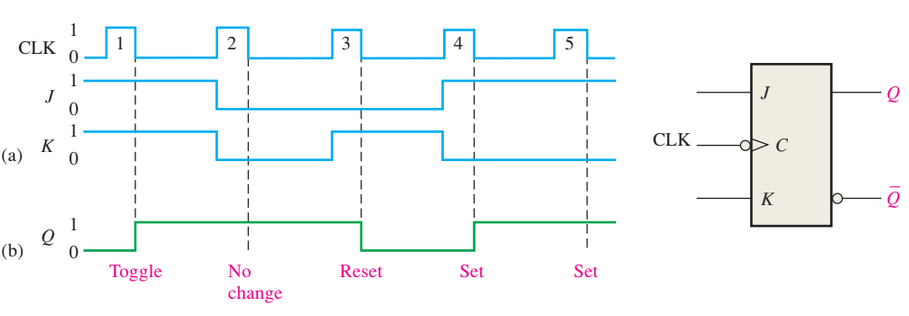 CLK 1 0 1 2 3 4 5
J 1 0
(a) K 1 0
(b) Q 1 0
Toggle No change Reset Set Set
J Q
CLK C
K Q̅